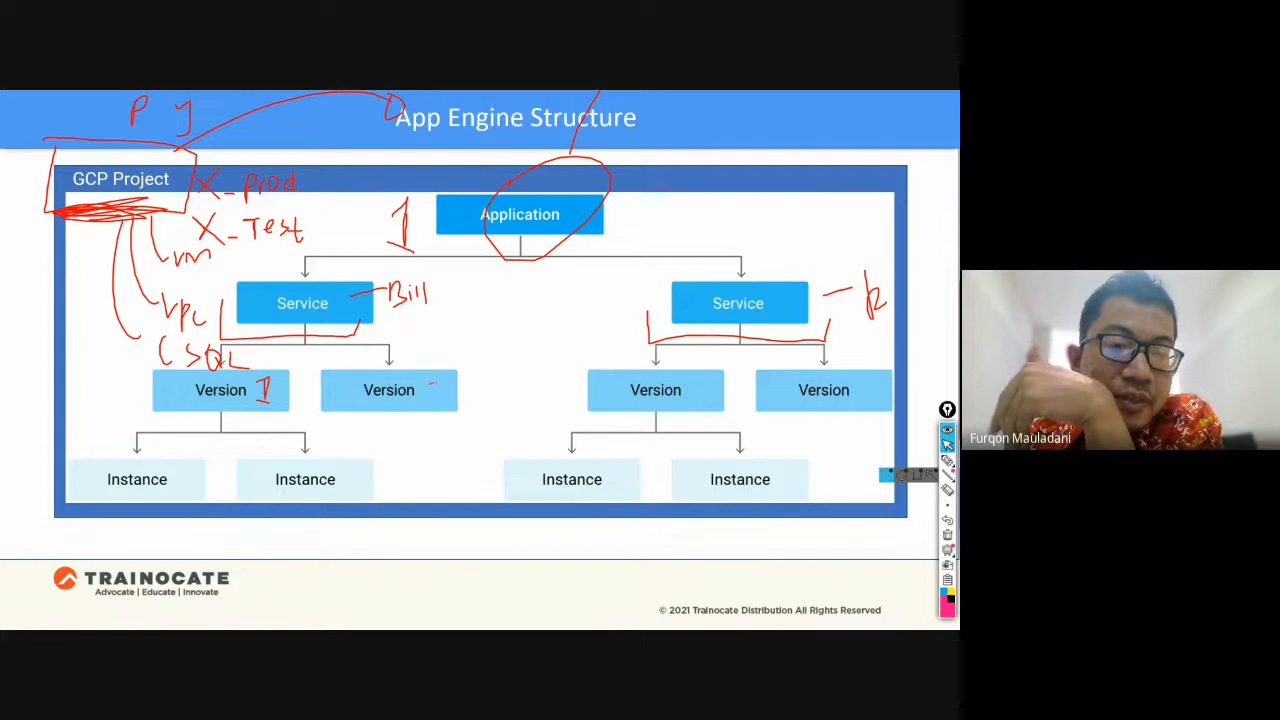 P y
App Engine Structure
GCP Project
X_prod
Application
1
X_Test
vm
Service
Bill
Service
vpc
CSQL
Version 1
Version
Version
Version
Furqon Mauladani
Instance
Instance
Instance
Instance
TRAINOCATE
Advocate | Educate | Innovate
© 2021 Trainocate Distribution All Rights Reserved